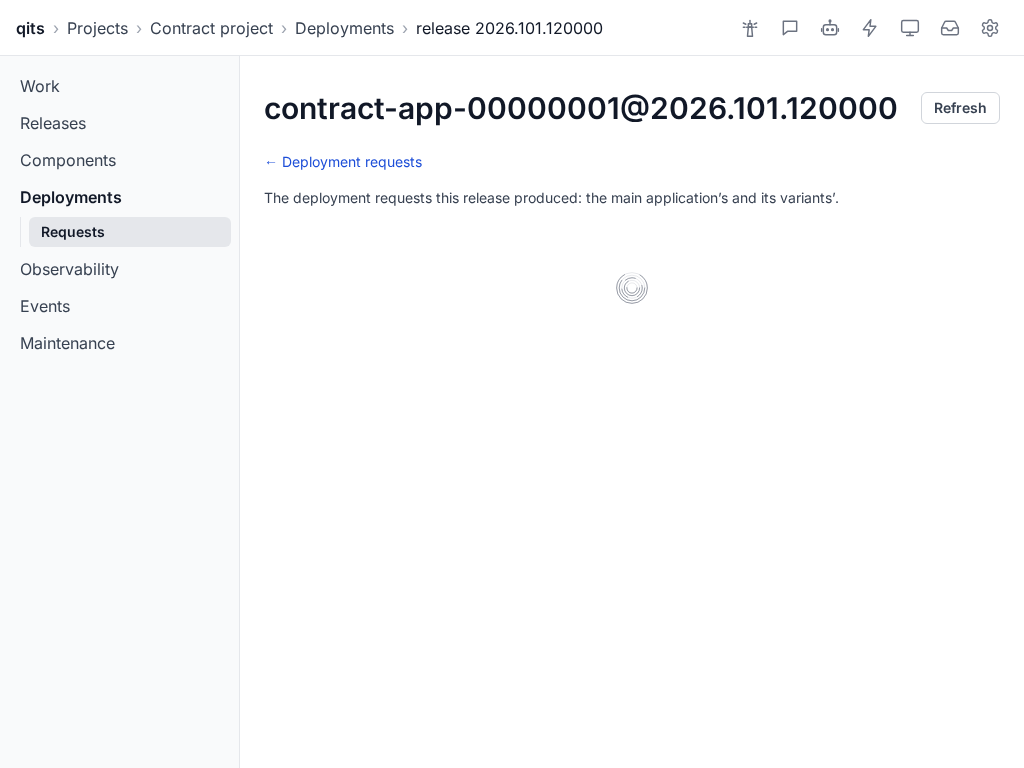 qits › Projects › Contract project › Deployments › release 2026.101.120000
Work
Releases
Components
Deployments
Requests
Observability
Events
Maintenance
contract-app-00000001@2026.101.120000
Refresh
← Deployment requests
The deployment requests this release produced: the main application’s and its variants’.